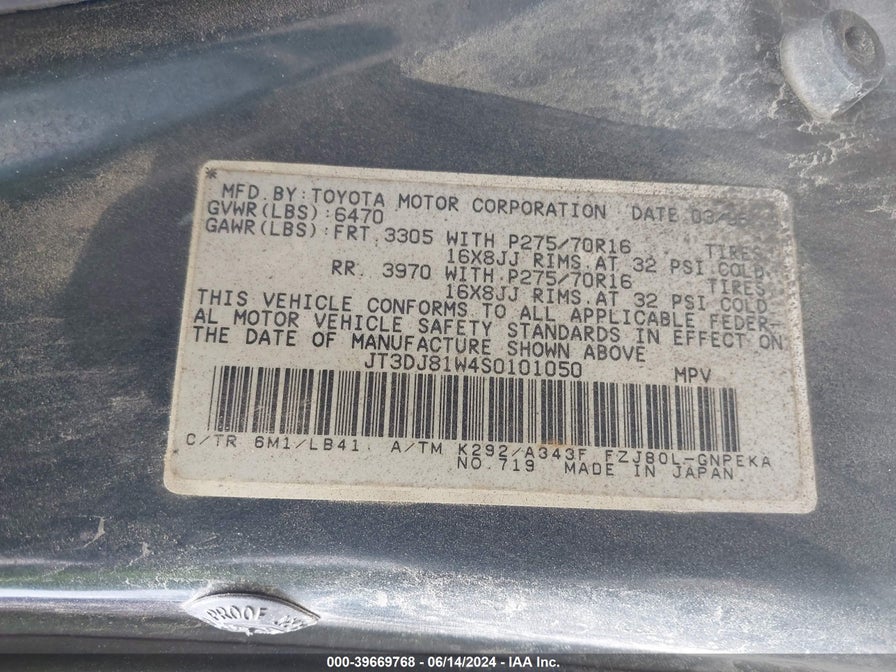 *
MFD. BY: TOYOTA MOTOR CORPORATION DATE 03/
GVWR(LBS):6470
GAWR(LBS):FRT. 3305 WITH P275/70R16 TIRES,
16X8JJ RIMS.AT 32 PSI COLD.
RR. 3970 WITH P275/70R16 TIRES
16X8JJ RIMS.AT 32 PSI COLD
THIS VEHICLE CONFORMS TO ALL APPLICABLE FEDER-
AL MOTOR VEHICLE SAFETY STANDARDS IN EFFECT ON
THE DATE OF MANUFACTURE SHOWN ABOVE
JT3DJ81W4S0101050 MPV
C/TR 6M1/LB41 A/TM K292/A343F FZJ80L-GNPEKA
NO.719 MADE IN JAPAN
PROOF
000-39669768 - 06/14/2024 - IAA Inc.